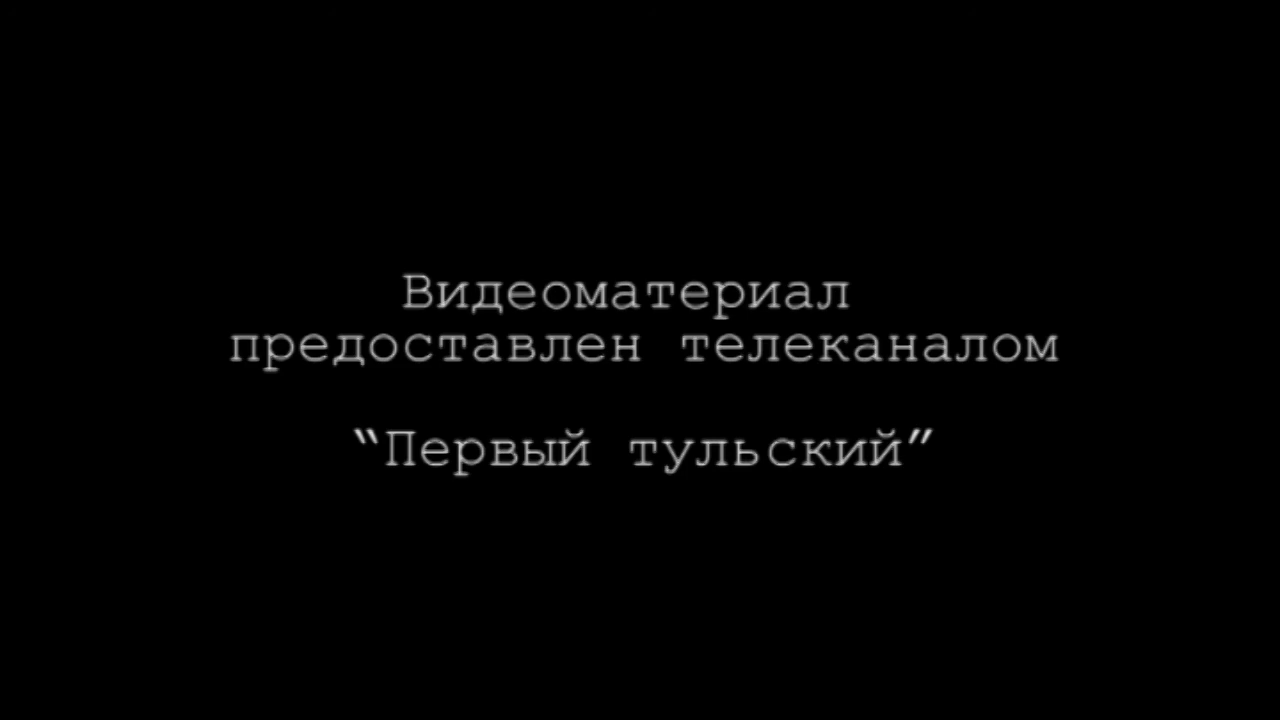 Видеоматериал
предоставлен телеканалом
“Первый тульский”